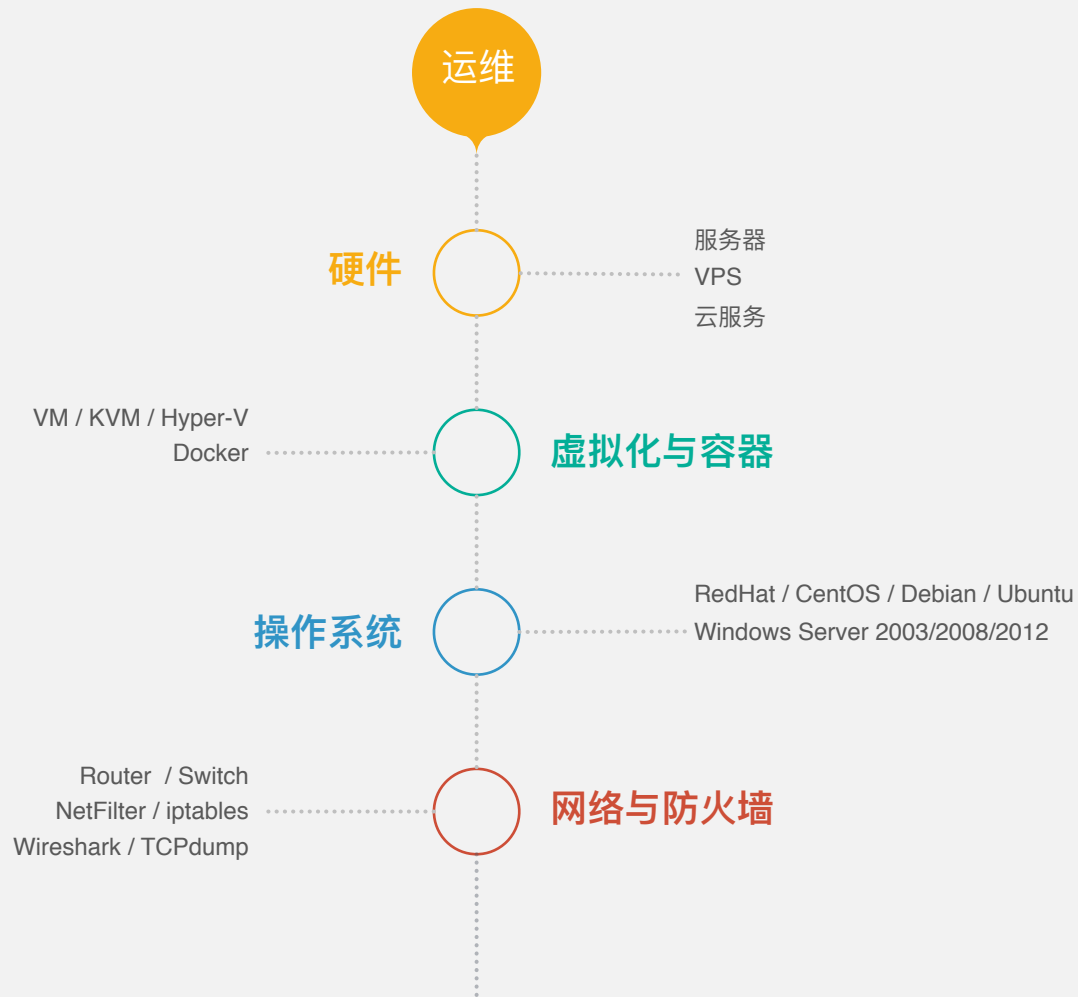 运维
硬件
服务器
VPS
云服务
VM / KVM / Hyper-V
Docker
虚拟化与容器
操作系统
RedHat / CentOS / Debian / Ubuntu
Windows Server 2003/2008/2012
Router / Switch
NetFilter / iptables
Wireshark / TCPdump
网络与防火墙